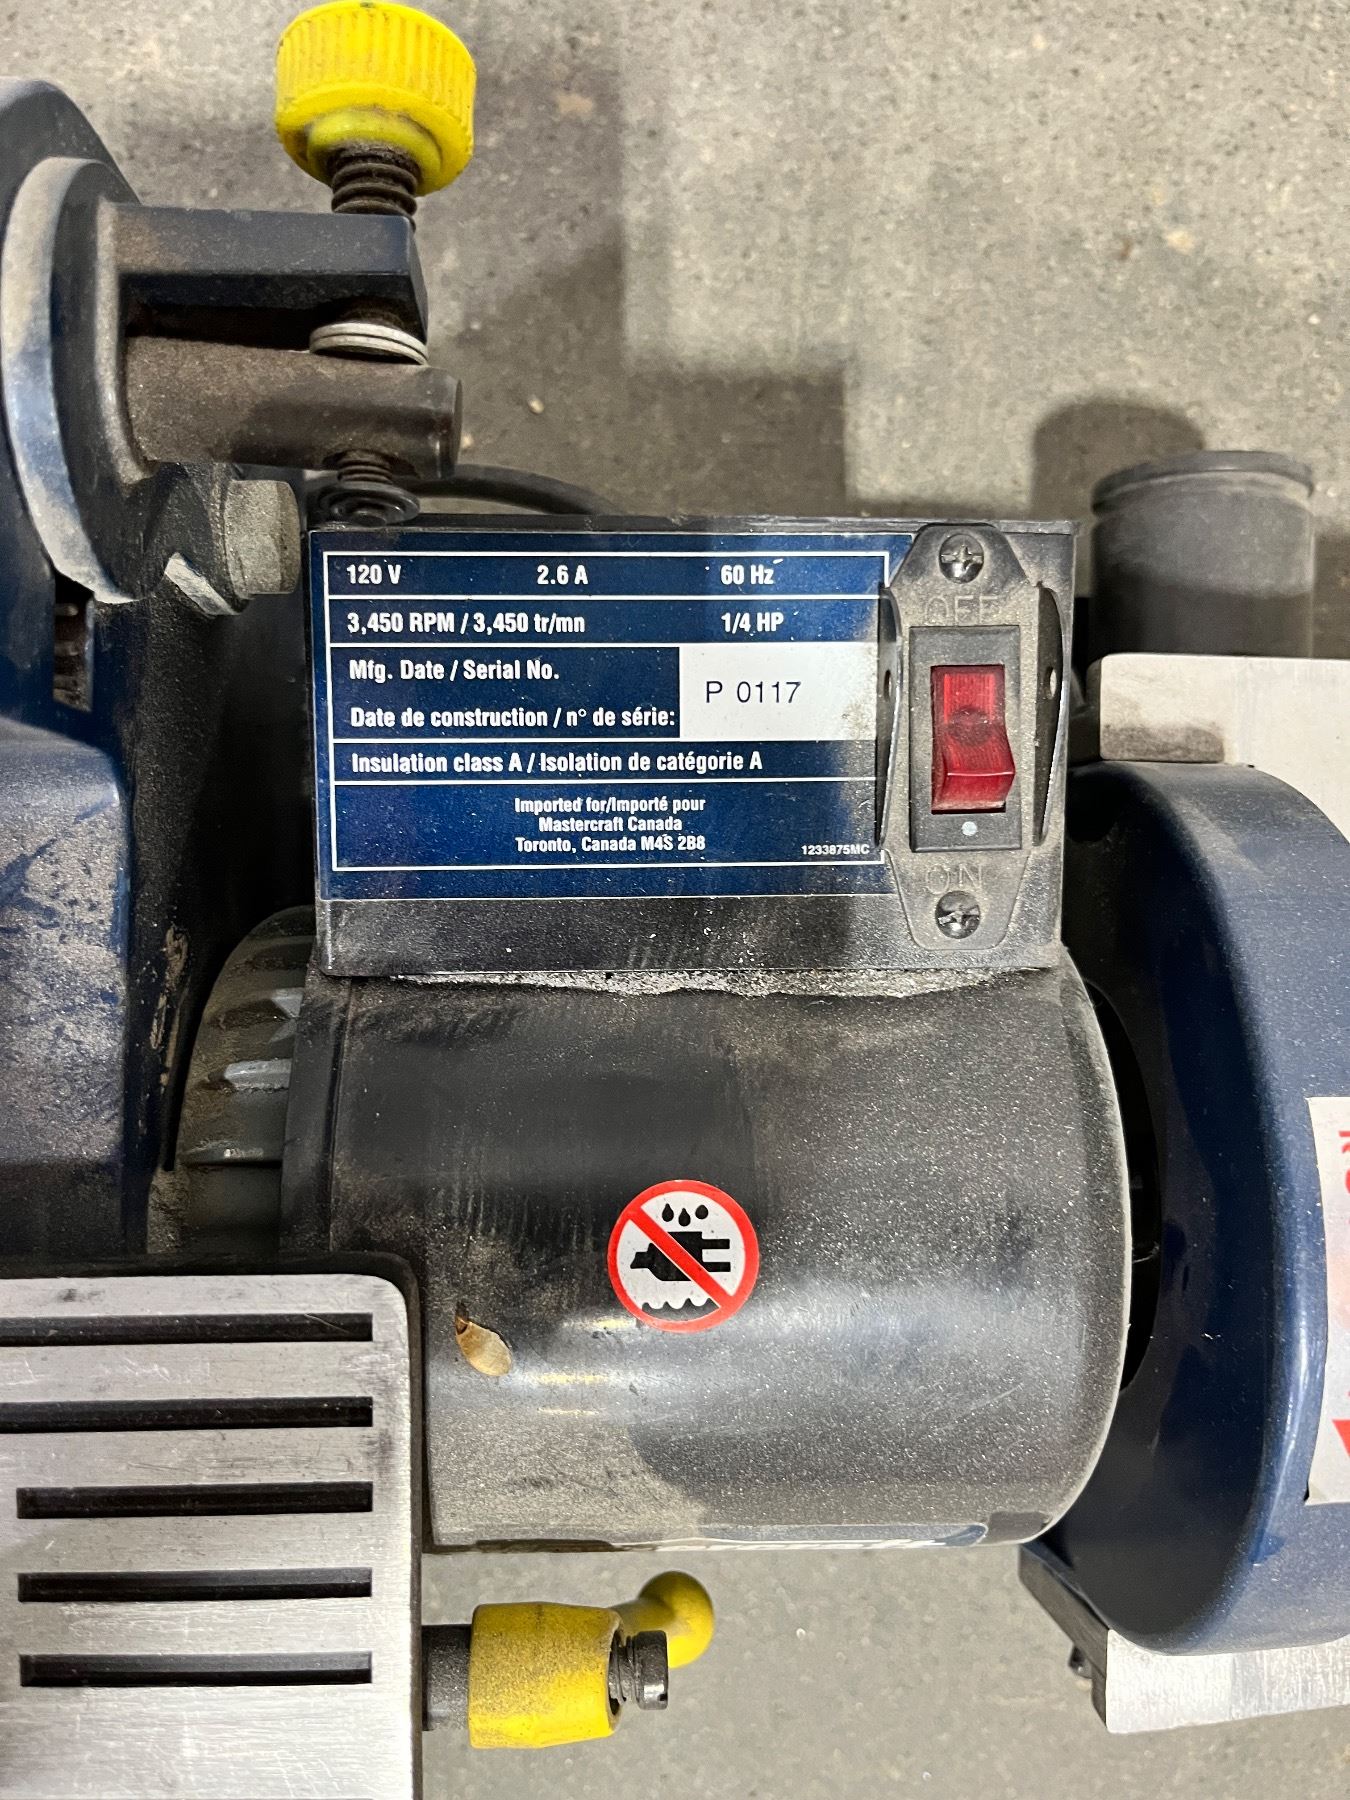 120 V 2.6 A 60 Hz
3,450 RPM / 3,450 tr/mn 1/4 HP
Mfg. Date / Serial No.
Date de construction / n° de série: P 0117
Insulation class A / Isolation de catégorie A
Imported for/Importé pour
Mastercraft Canada
Toronto, Canada M4S 2B8
1233875MC
OFF
ON